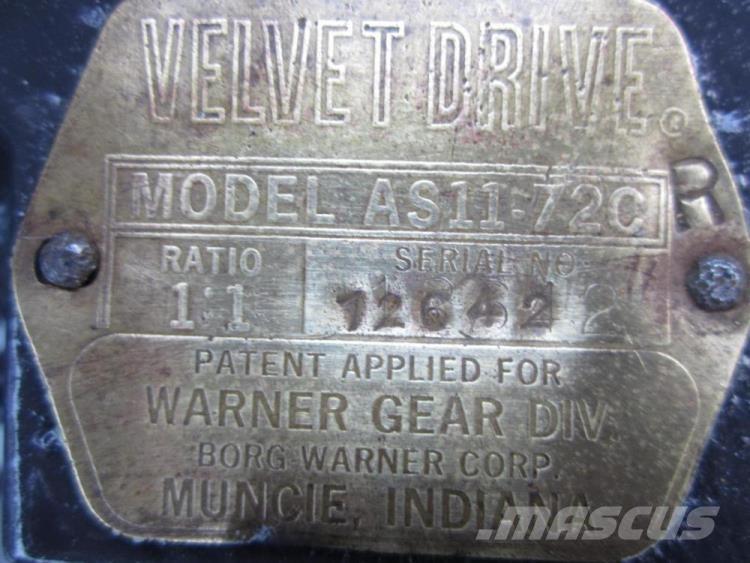 VELVET DRIVE®
MODEL AS11-72C R
RATIO SERIAL NO
1:1 12642
PATENT APPLIED FOR
WARNER GEAR DIV.
BORG-WARNER CORP.
MUNCIE, INDIANA
MASCUS